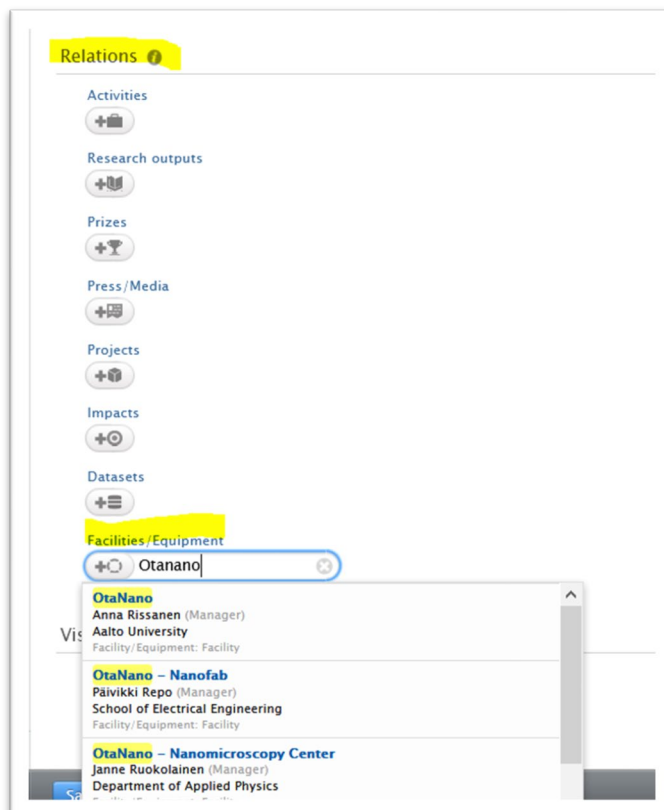 Relations
Activities
Research outputs
Prizes
Press/Media
Projects
Impacts
Datasets
Facilities/Equipment
Otanano
OtaNano
Anna Rissanen (Manager)
Aalto University
Facility/Equipment: Facility
OtaNano – Nanofab
Päivikki Repo (Manager)
School of Electrical Engineering
Facility/Equipment: Facility
OtaNano – Nanomicroscopy Center
Janne Ruokolainen (Manager)
Department of Applied Physics